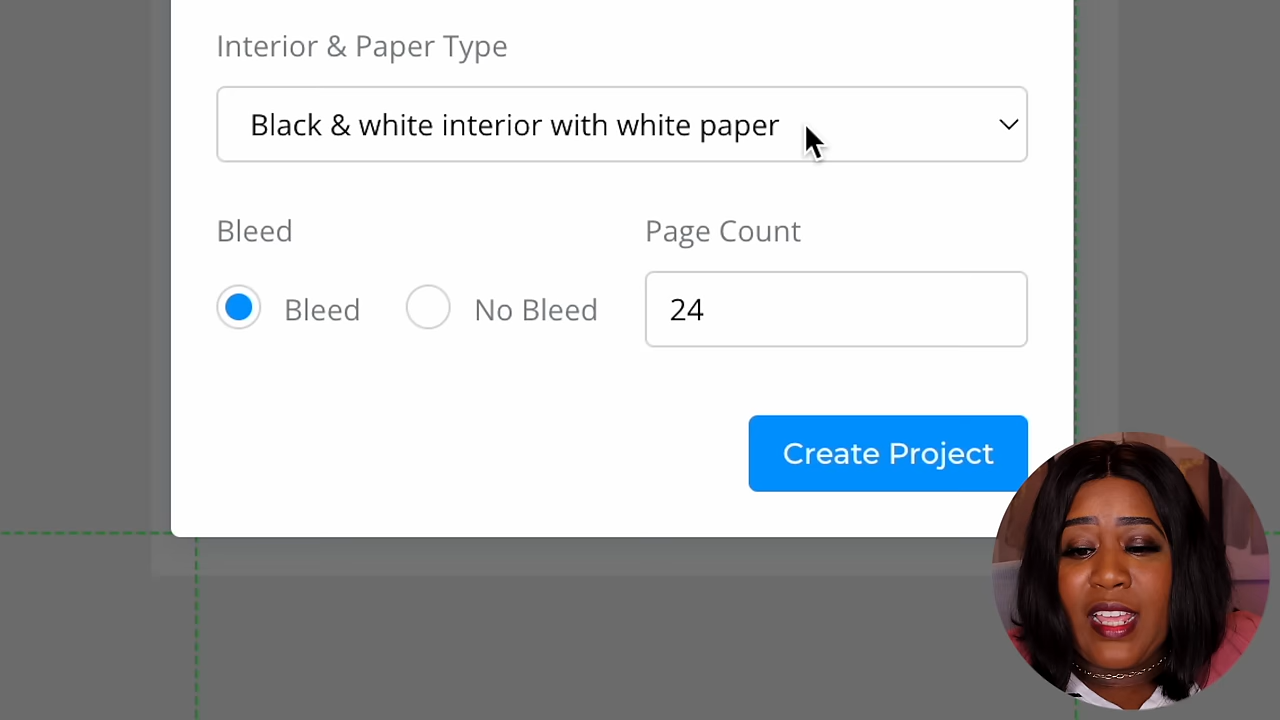 Interior & Paper Type
Black & white interior with white paper
Bleed
Page Count
Bleed
No Bleed
24
Create Project